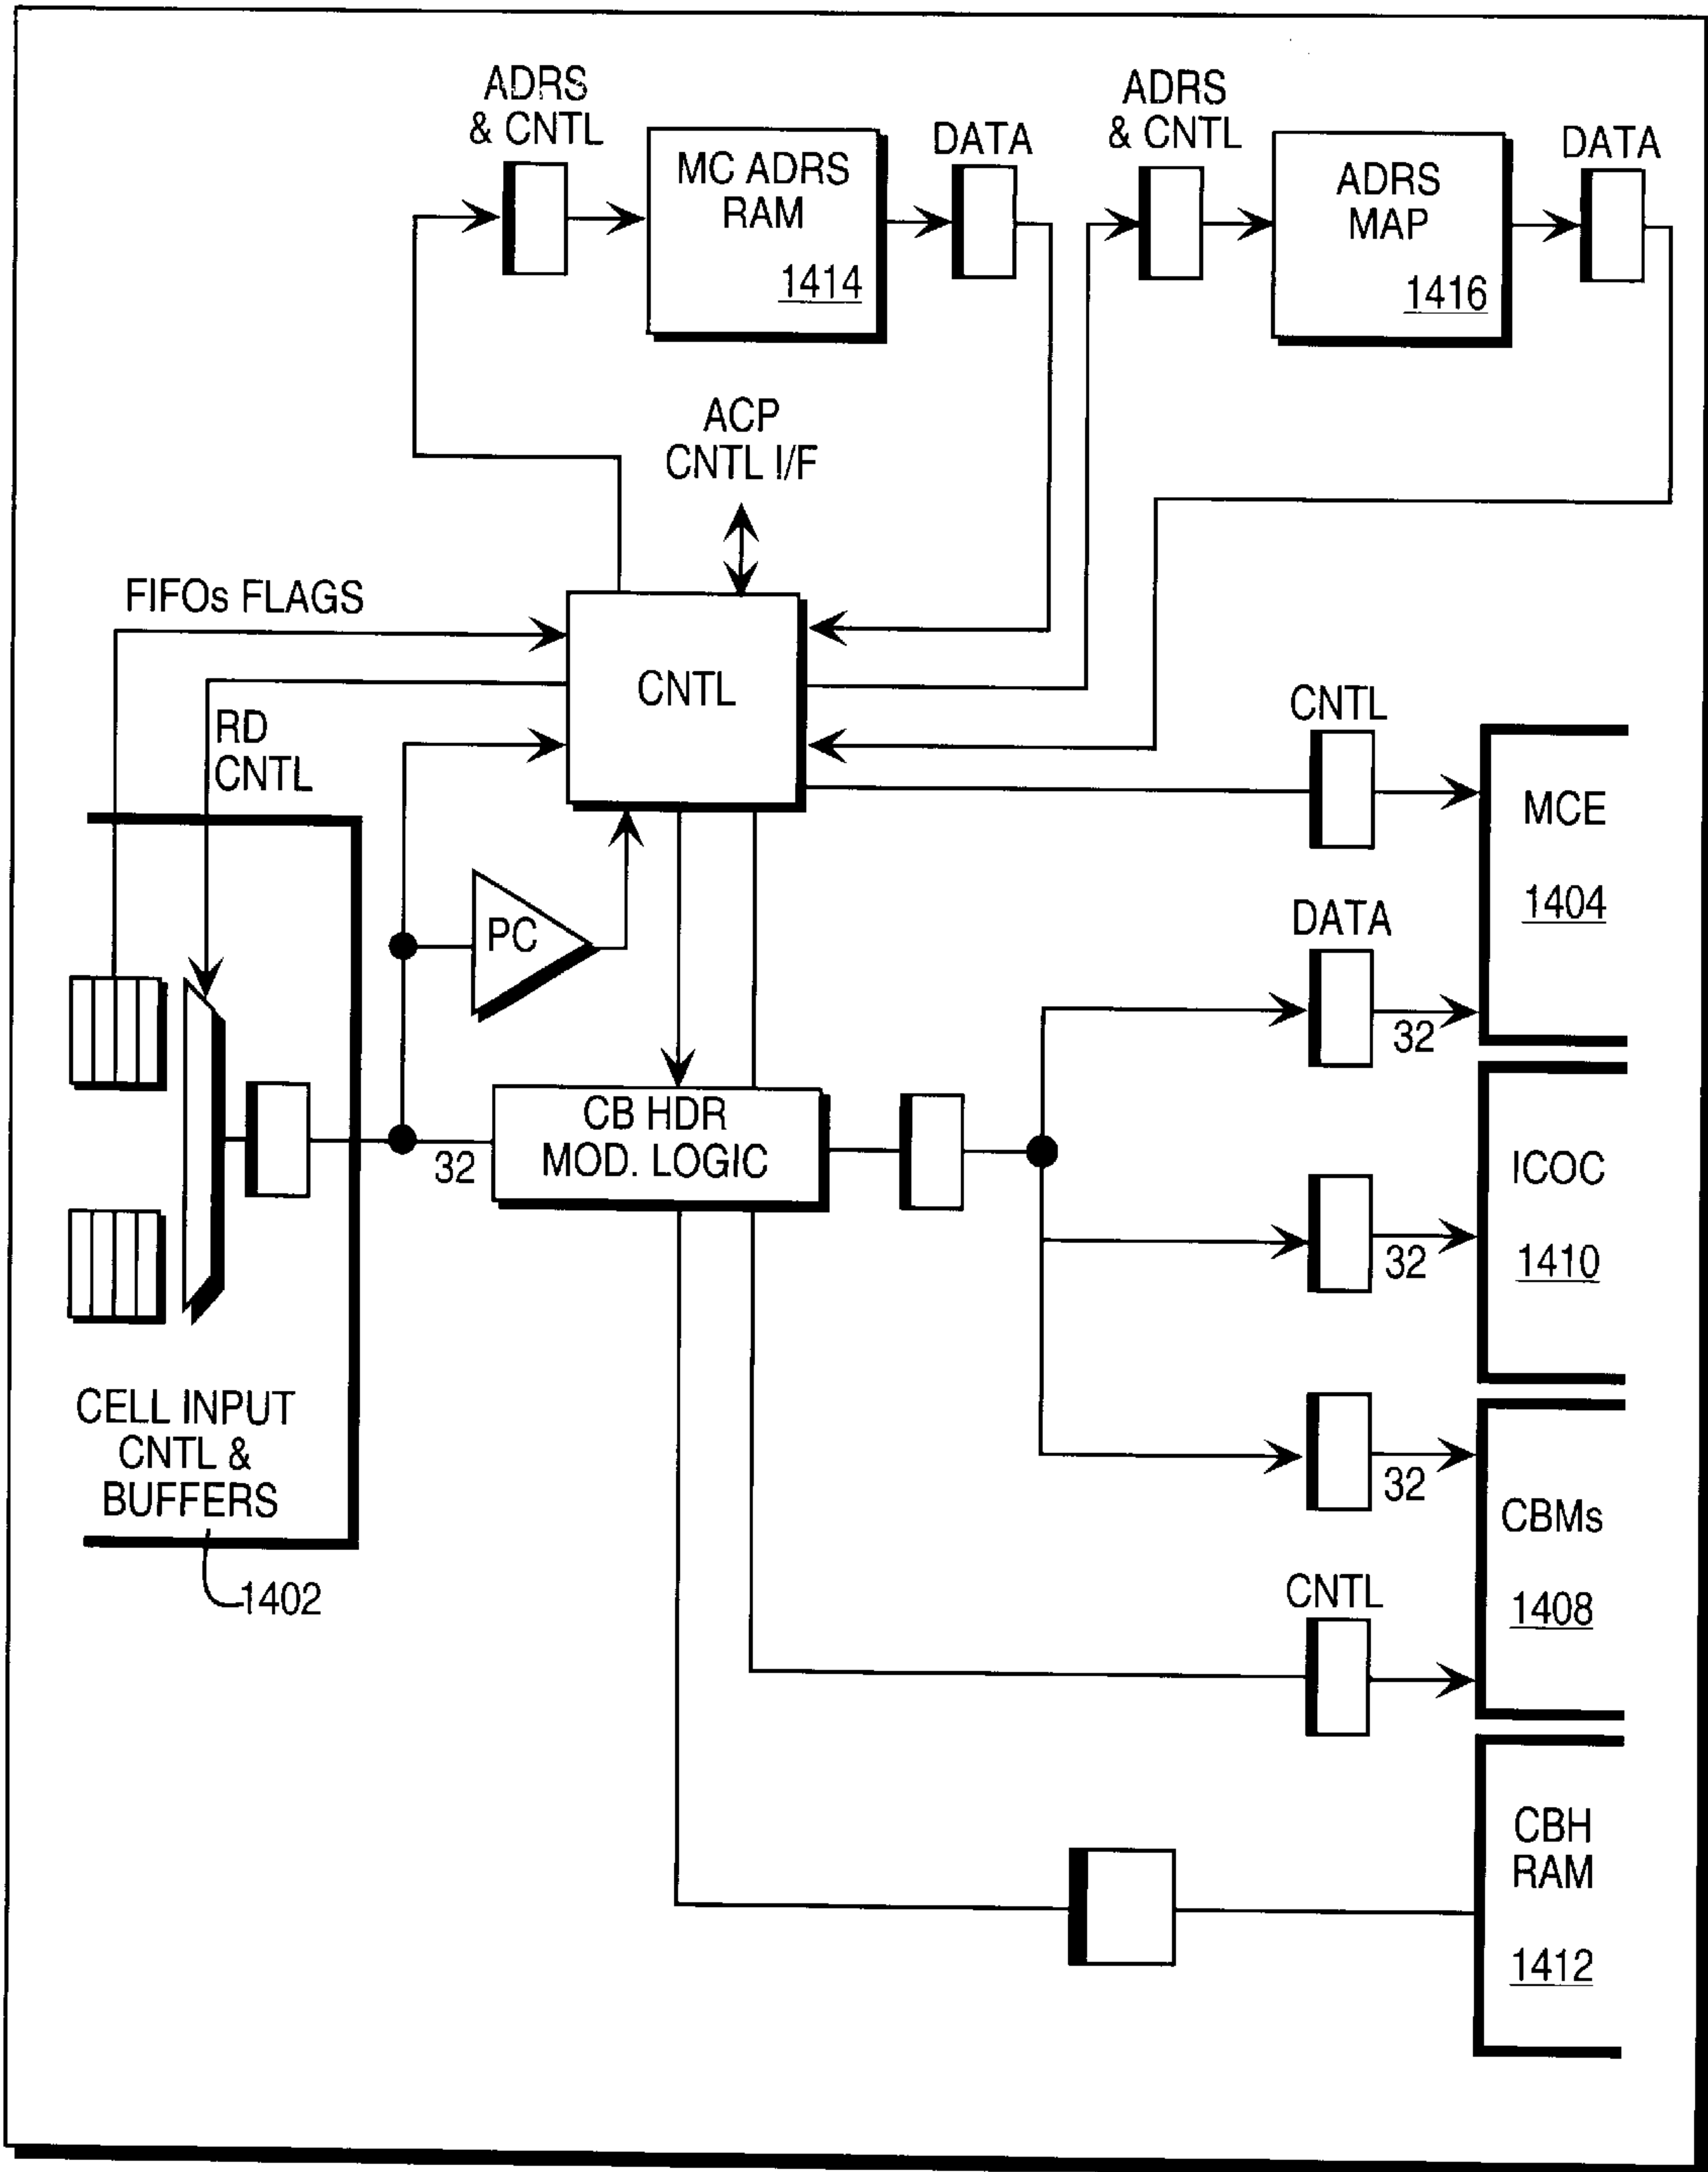 ADRS
& CNTL
MC ADRS
RAM
1414
DATA
ADRS
& CNTL
ADRS
MAP
1416
DATA
ACP
CNTL I/F
FIFOs FLAGS
CNTL
RD
CNTL
PC
CNTL
MCE
1404
DATA
32
CB HDR
MOD. LOGIC
32
ICOC
1410
32
CELL INPUT
CNTL &
BUFFERS
1402
32
CBMs
1408
CNTL
CBH
RAM
1412